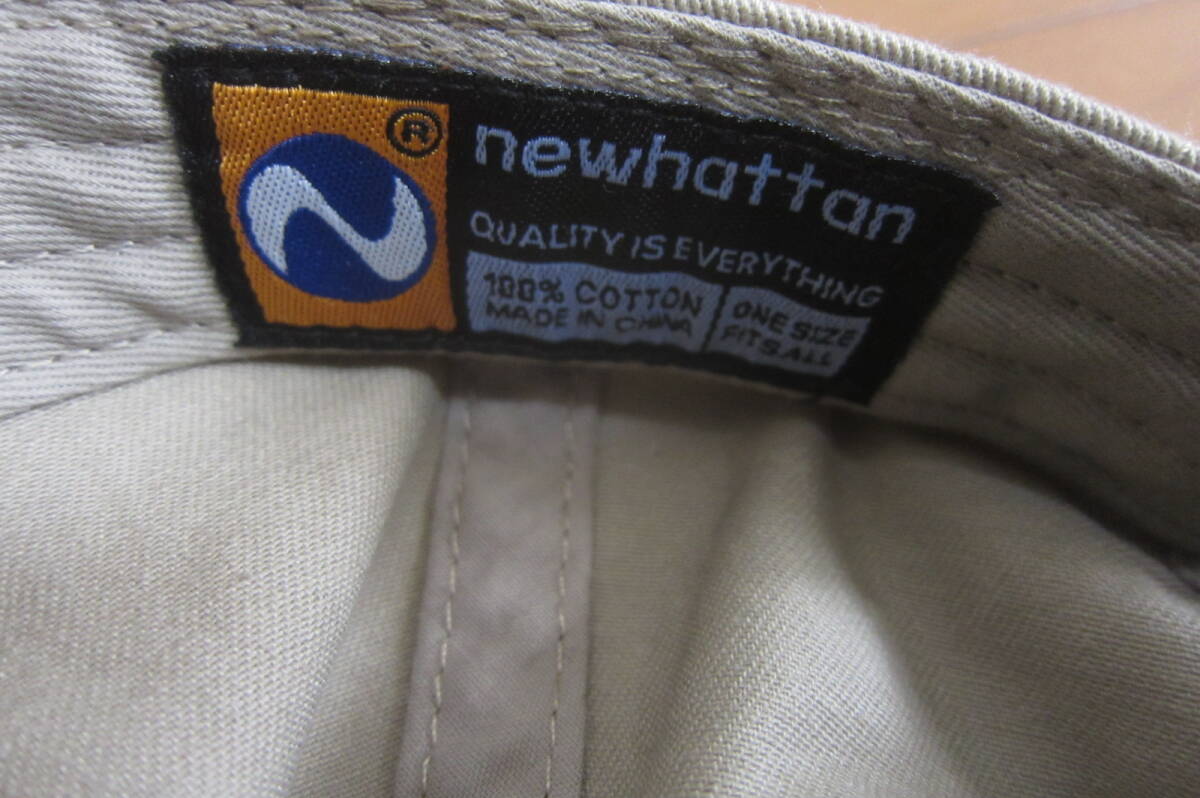 ®
newhattan
QUALITY IS EVERYTHING
100% COTTON
MADE IN CHINA
ONE SIZE
FITS ALL